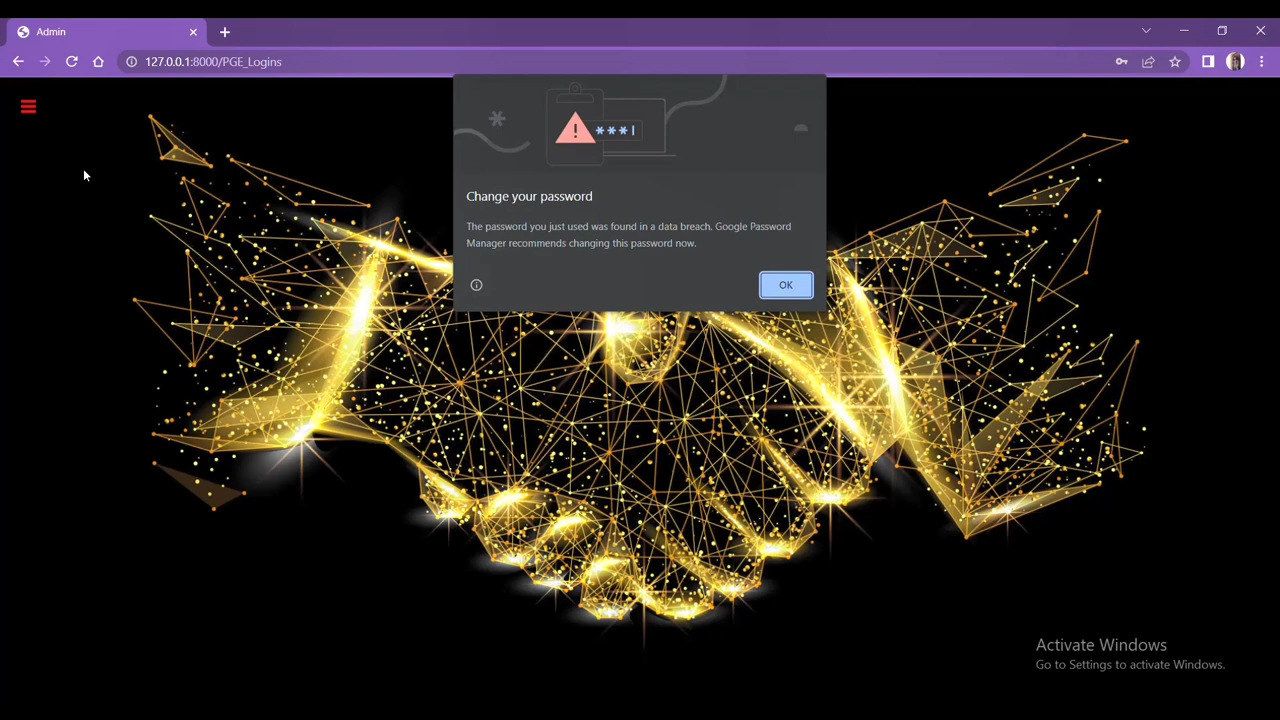 Admin
127.0.0.1:8000/PGE_Logins
***|
Change your password
The password you just used was found in a data breach. Google Password
Manager recommends changing this password now.
OK
Activate Windows
Go to Settings to activate Windows.